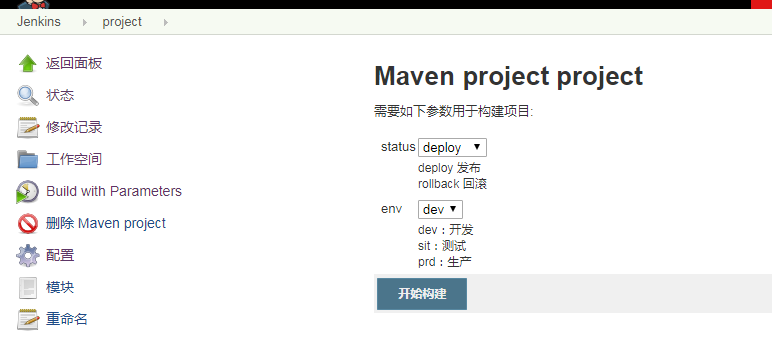 Jenkins
project
返回面板
状态
修改记录
工作空间
Build with Parameters
删除 Maven project
配置
模块
重命名
Maven project project
需要如下参数用于构建项目:
status deploy
deploy 发布
rollback 回滚
env dev
dev：开发
sit：测试
prd：生产
开始构建